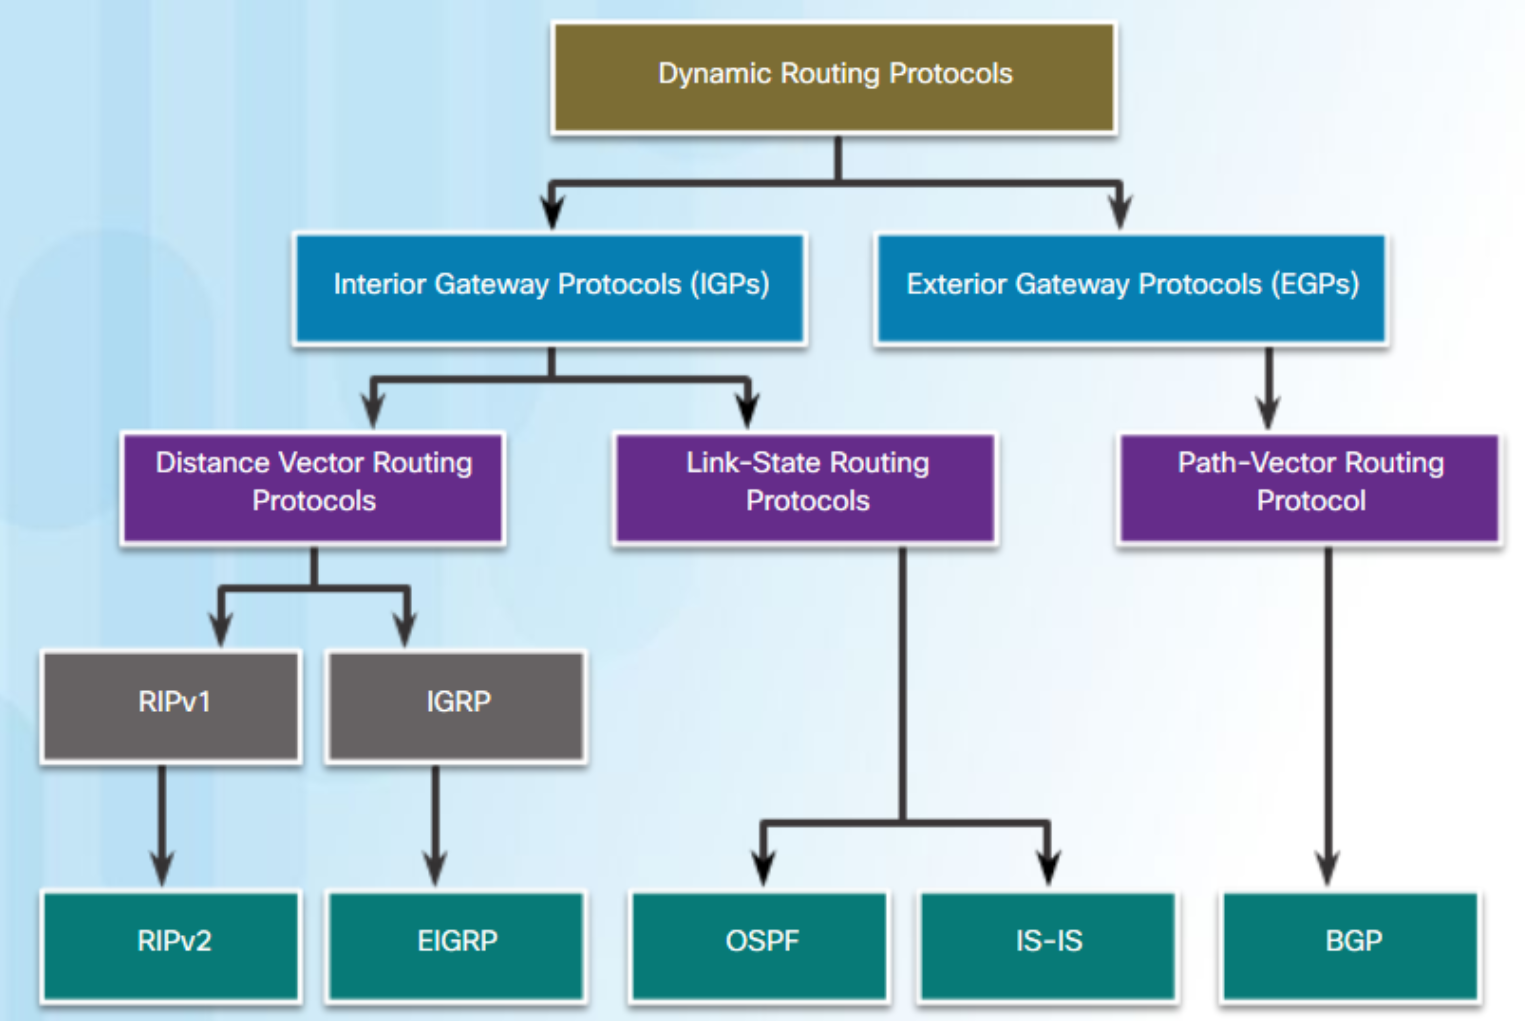 Dynamic Routing Protocols
Interior Gateway Protocols (IGPs)
Exterior Gateway Protocols (EGPs)
Distance Vector Routing
Protocols
Link-State Routing
Protocols
Path-Vector Routing
Protocol
RIPv1
IGRP
RIPv2
EIGRP
OSPF
IS-IS
BGP